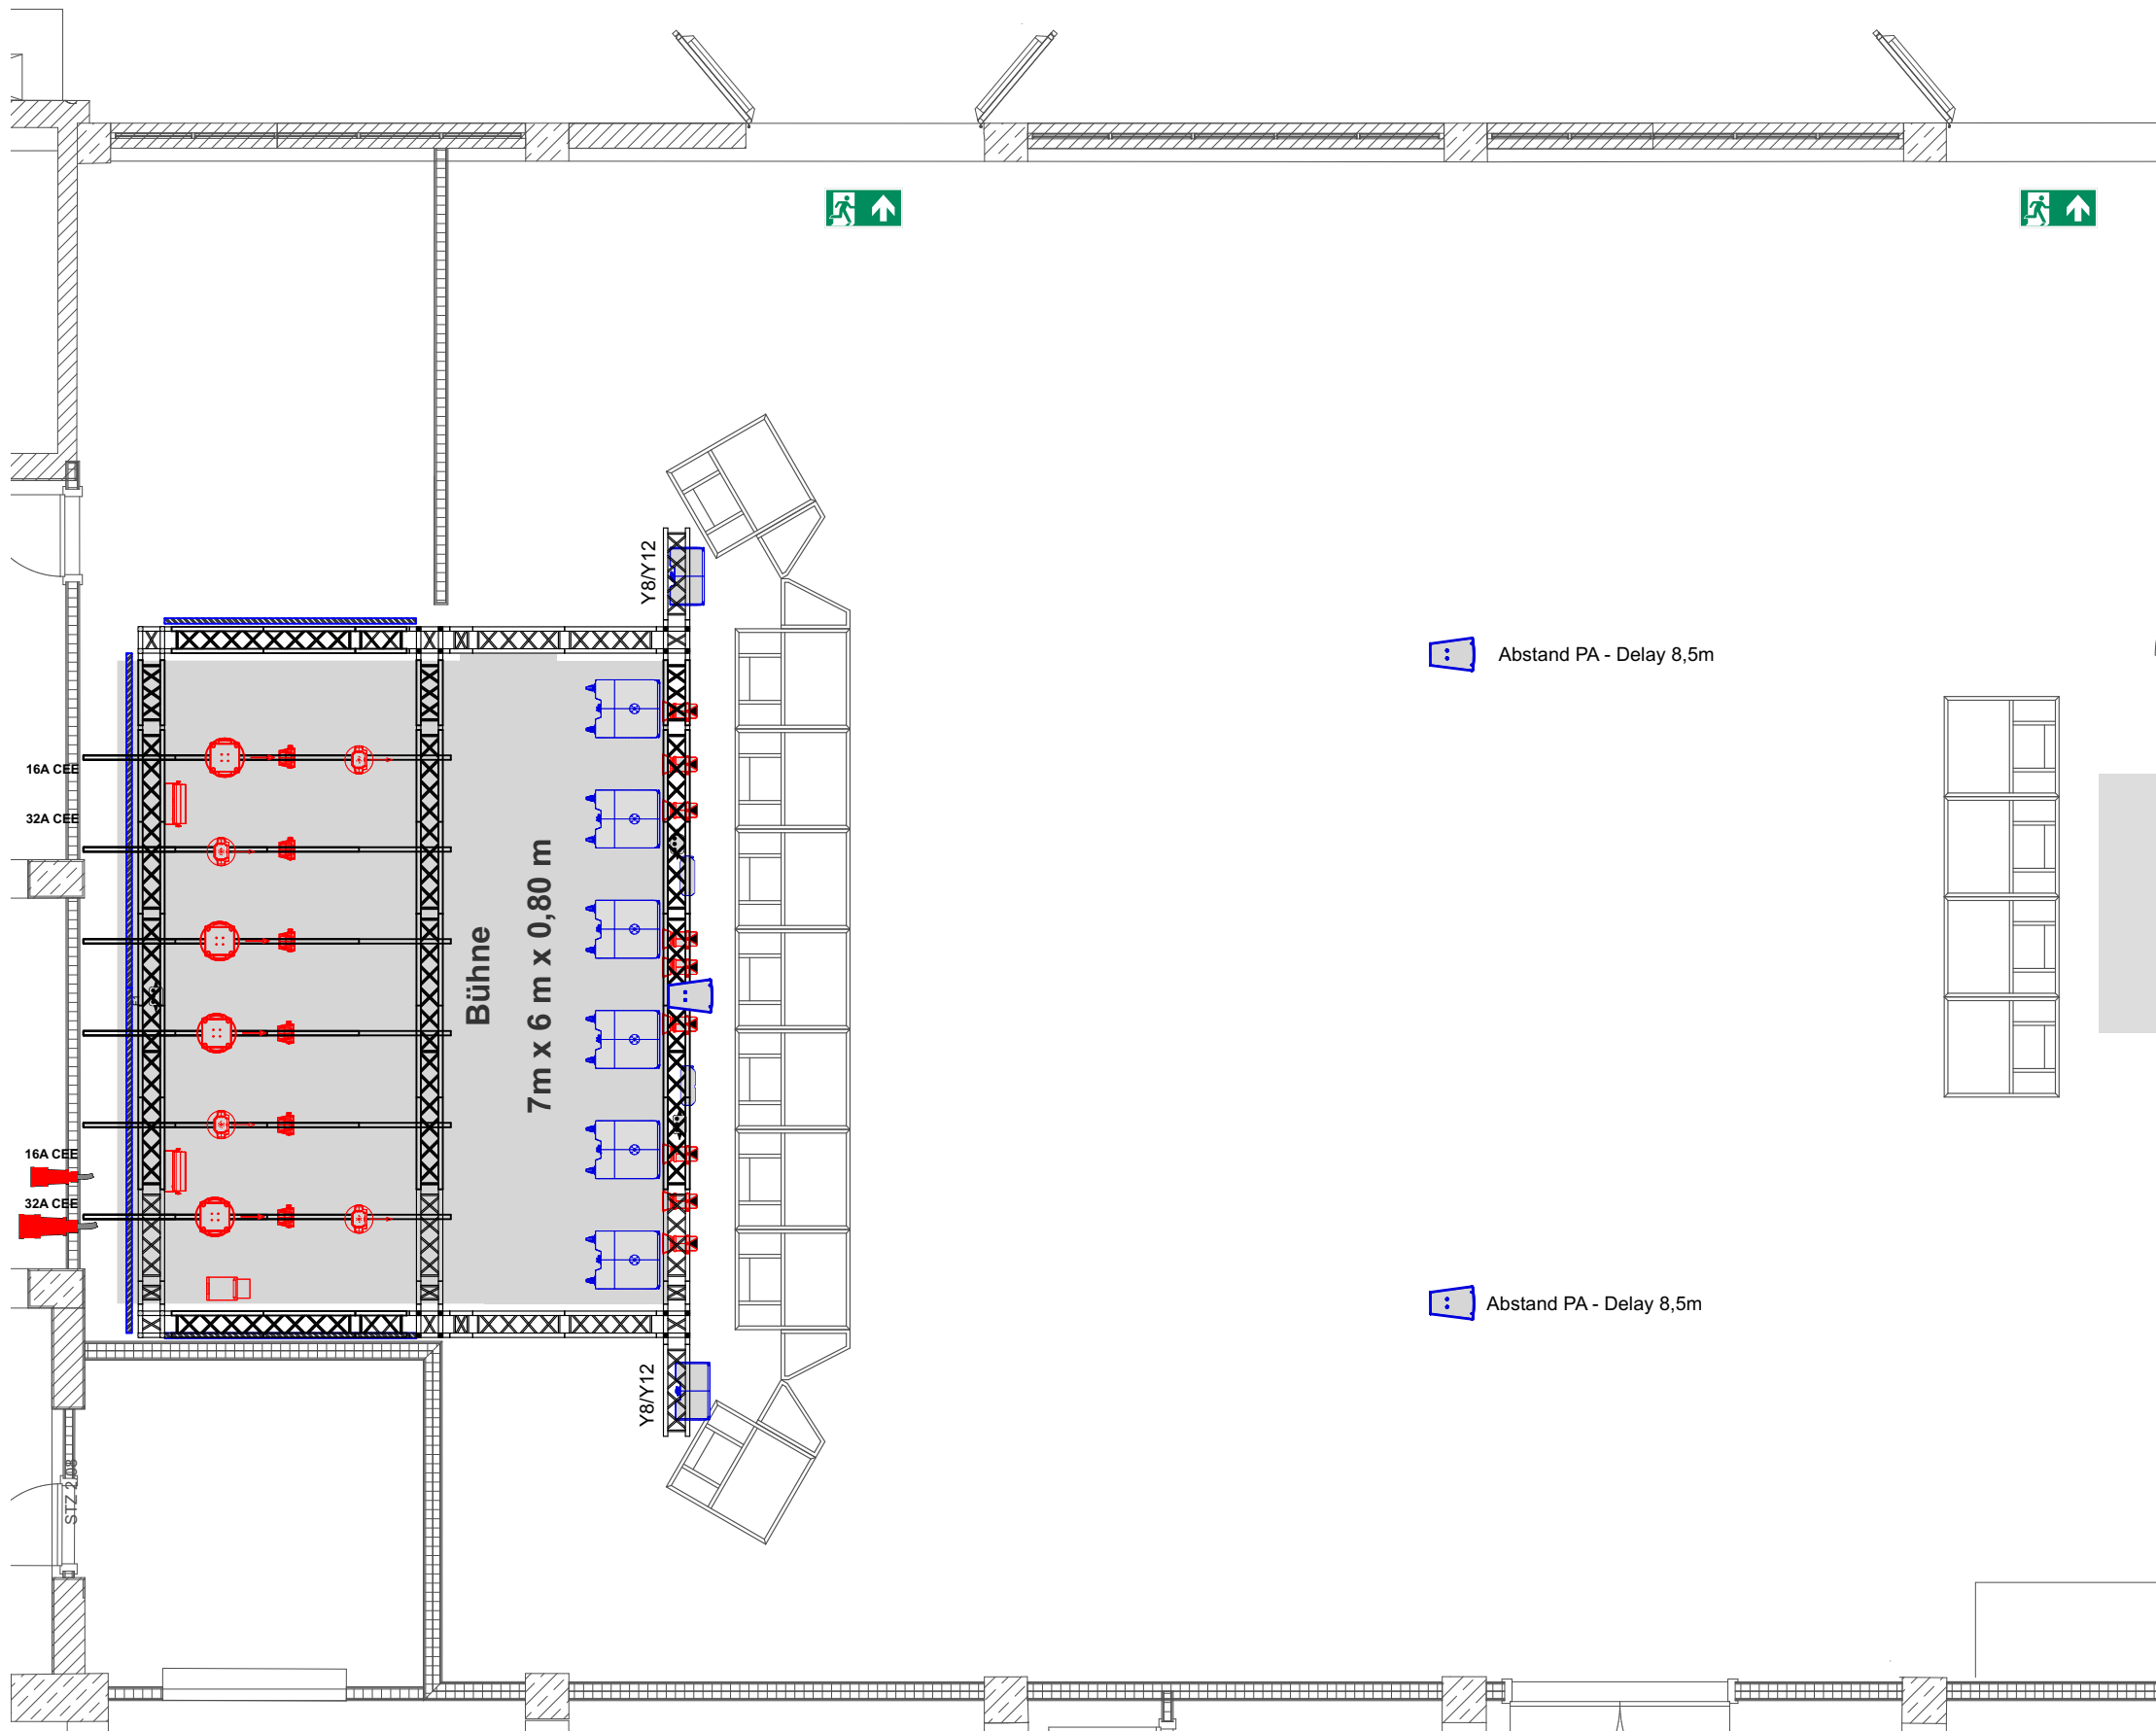 Y8/Y12
Abstand PA - Delay 8,5m
16A CEE
32A CEE
Bühne
7m x 6 m x 0,80 m
16A CEE
32A CEE
Abstand PA - Delay 8,5m
Y8/Y12